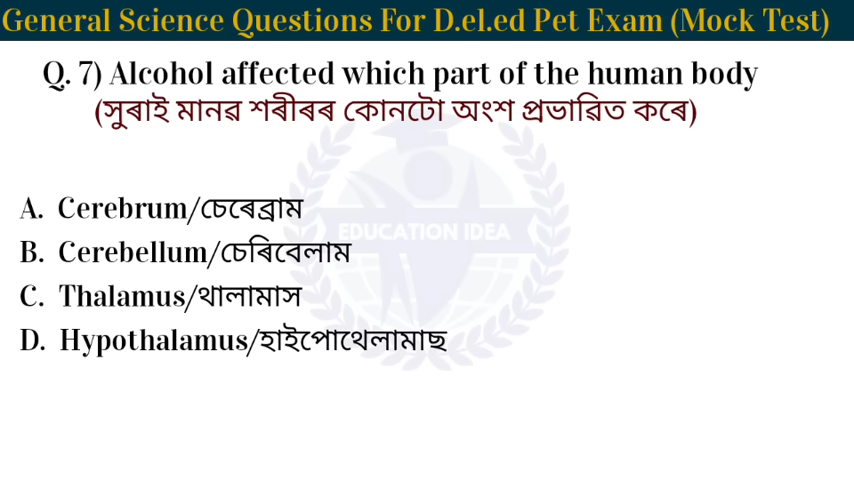 General Science Questions For D.el.ed Pet Exam (Mock Test)
Q. 7) Alcohol affected which part of the human body
(সুৰাই মানৱ শৰীৰৰ কোনটো অংশ প্ৰভাৱিত কৰে)
EDUCATION IDEA
A. Cerebrum/চেৰেব্ৰাম
B. Cerebellum/চেৰিবেলাম
C. Thalamus/থালামাস
D. Hypothalamus/হাইপোথেলামাছ